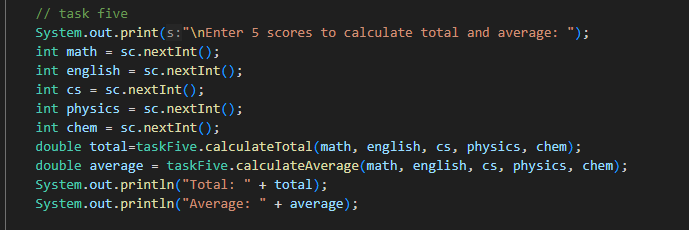 // task five
System.out.print(s:"\nEnter 5 scores to calculate total and average: ");
int math = sc.nextInt();
int english = sc.nextInt();
int cs = sc.nextInt();
int physics = sc.nextInt();
int chem = sc.nextInt();
double total=taskFive.calculateTotal(math, english, cs, physics, chem);
double average = taskFive.calculateAverage(math, english, cs, physics, chem);
System.out.println("Total: " + total);
System.out.println("Average: " + average);